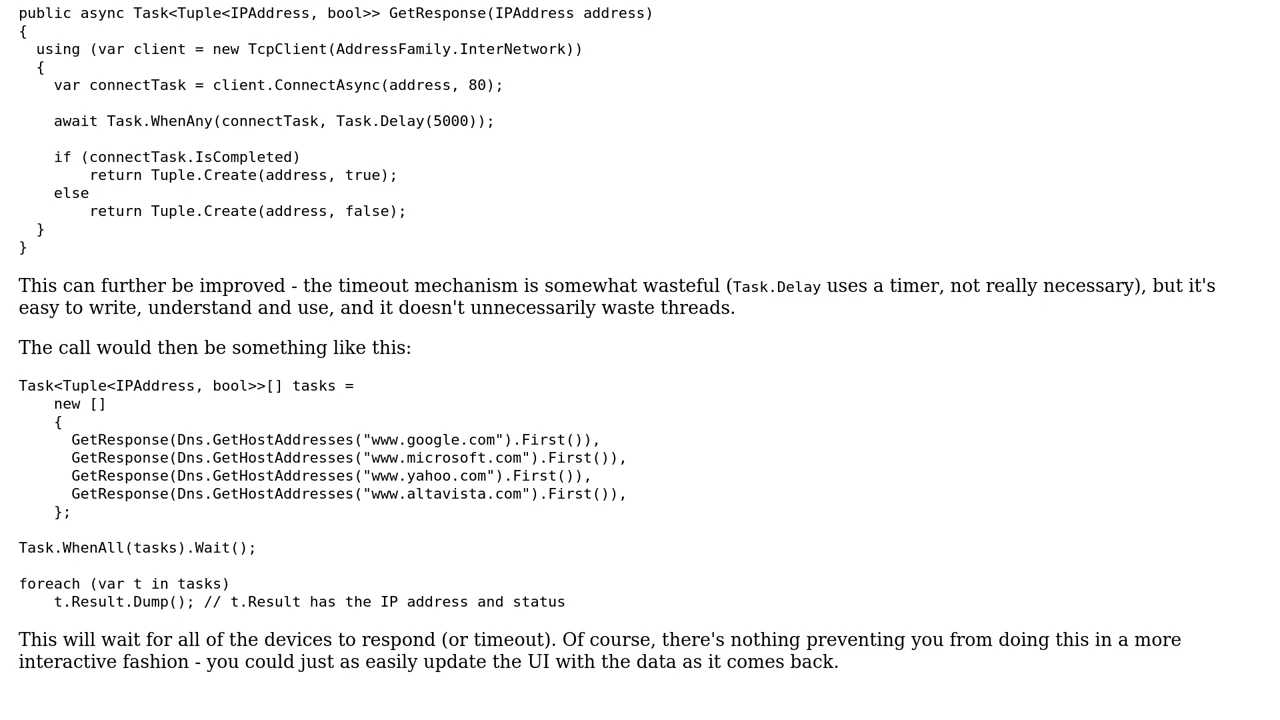 public async Task<Tuple<IPAddress, bool>> GetResponse(IPAddress address)
{
  using (var client = new TcpClient(AddressFamily.InterNetwork))
  {
    var connectTask = client.ConnectAsync(address, 80);

    await Task.WhenAny(connectTask, Task.Delay(5000));

    if (connectTask.IsCompleted)
        return Tuple.Create(address, true);
    else
        return Tuple.Create(address, false);
  }
}

This can further be improved - the timeout mechanism is somewhat wasteful (Task.Delay uses a timer, not really necessary), but it's
easy to write, understand and use, and it doesn't unnecessarily waste threads.

The call would then be something like this:

Task<Tuple<IPAddress, bool>>[] tasks =
    new []
    {
      GetResponse(Dns.GetHostAddresses("www.google.com").First()),
      GetResponse(Dns.GetHostAddresses("www.microsoft.com").First()),
      GetResponse(Dns.GetHostAddresses("www.yahoo.com").First()),
      GetResponse(Dns.GetHostAddresses("www.altavista.com").First()),
    };

Task.WhenAll(tasks).Wait();

foreach (var t in tasks)
    t.Result.Dump(); // t.Result has the IP address and status

This will wait for all of the devices to respond (or timeout). Of course, there's nothing preventing you from doing this in a more
interactive fashion - you could just as easily update the UI with the data as it comes back.